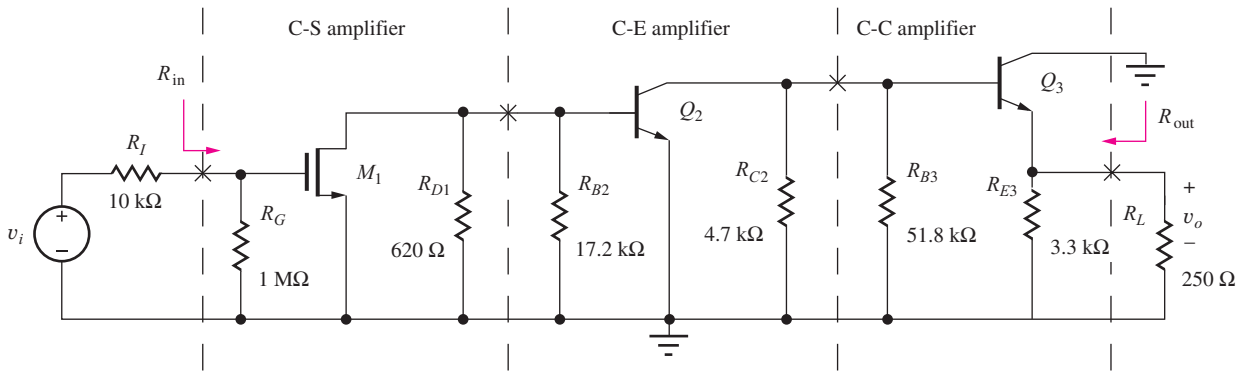 C-S amplifier
C-E amplifier
C-C amplifier
R_in
R_I
10 kΩ
v_i
+
−
R_G
1 MΩ
M_1
R_D1
620 Ω
R_B2
17.2 kΩ
Q_2
R_C2
4.7 kΩ
R_B3
51.8 kΩ
Q_3
R_E3
3.3 kΩ
R_out
R_L
250 Ω
+
v_o
−